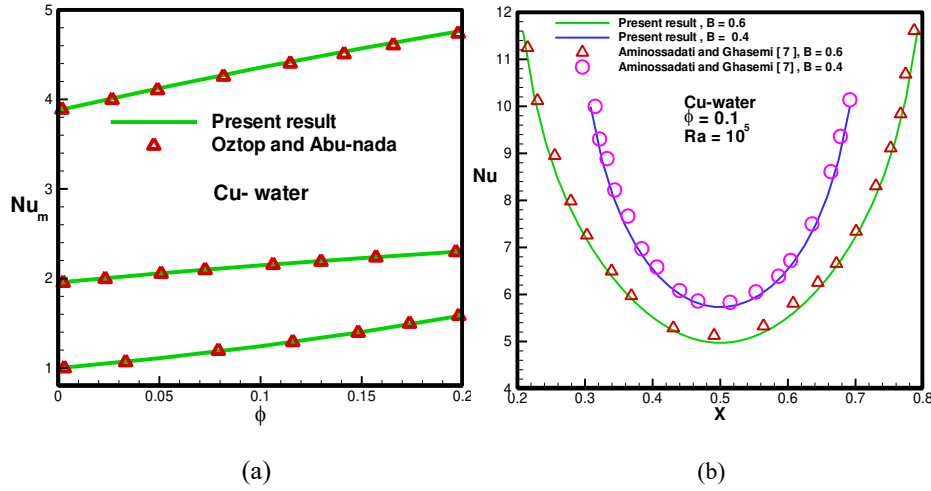 5
4
3
2
1
Nu_m
Present result
Oztop and Abu-nada
Cu- water
0
0.05
0.1
0.15
0.2
ϕ
(a)
12
11
10
9
8
7
6
5
4
Nu
Present result , B = 0.6
Present result , B = 0.4
Aminossadati and Ghasemi [ 7 ], B = 0.6
Aminossadati and Ghasemi [ 7] , B = 0.4
Cu-water
ϕ = 0.1
Ra = 10⁵
0.2
0.3
0.4
0.5
0.6
0.7
0.8
X
(b)